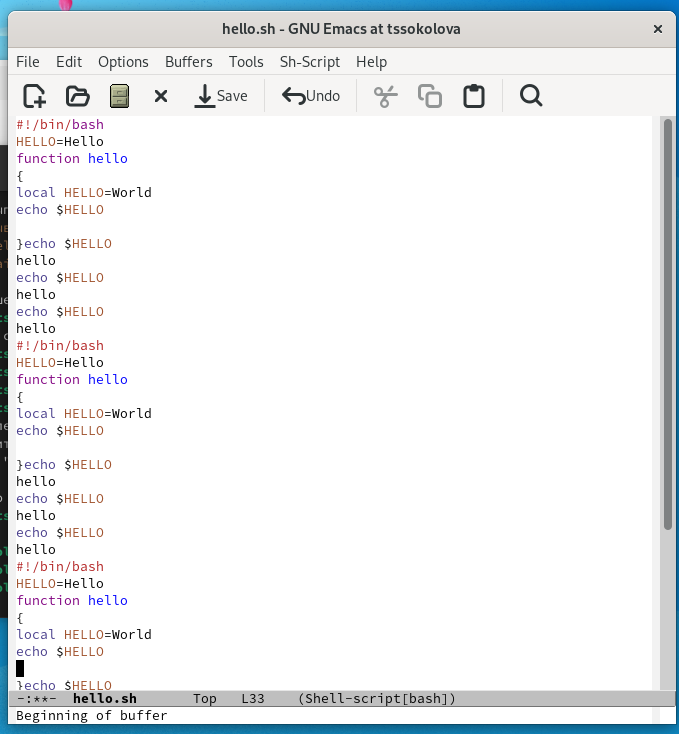 hello.sh - GNU Emacs at tssokolova
File Edit Options Buffers Tools Sh-Script Help
Save Undo
#!/bin/bash
HELLO=Hello
function hello
{
local HELLO=World
echo $HELLO
}echo $HELLO
hello
echo $HELLO
hello
echo $HELLO
hello
#!/bin/bash
HELLO=Hello
function hello
{
local HELLO=World
echo $HELLO
}echo $HELLO
hello
echo $HELLO
hello
echo $HELLO
hello
#!/bin/bash
HELLO=Hello
function hello
{
local HELLO=World
echo $HELLO
}echo $HELLO
-:**- hello.sh Top L33 (Shell-script[bash])
Beginning of buffer